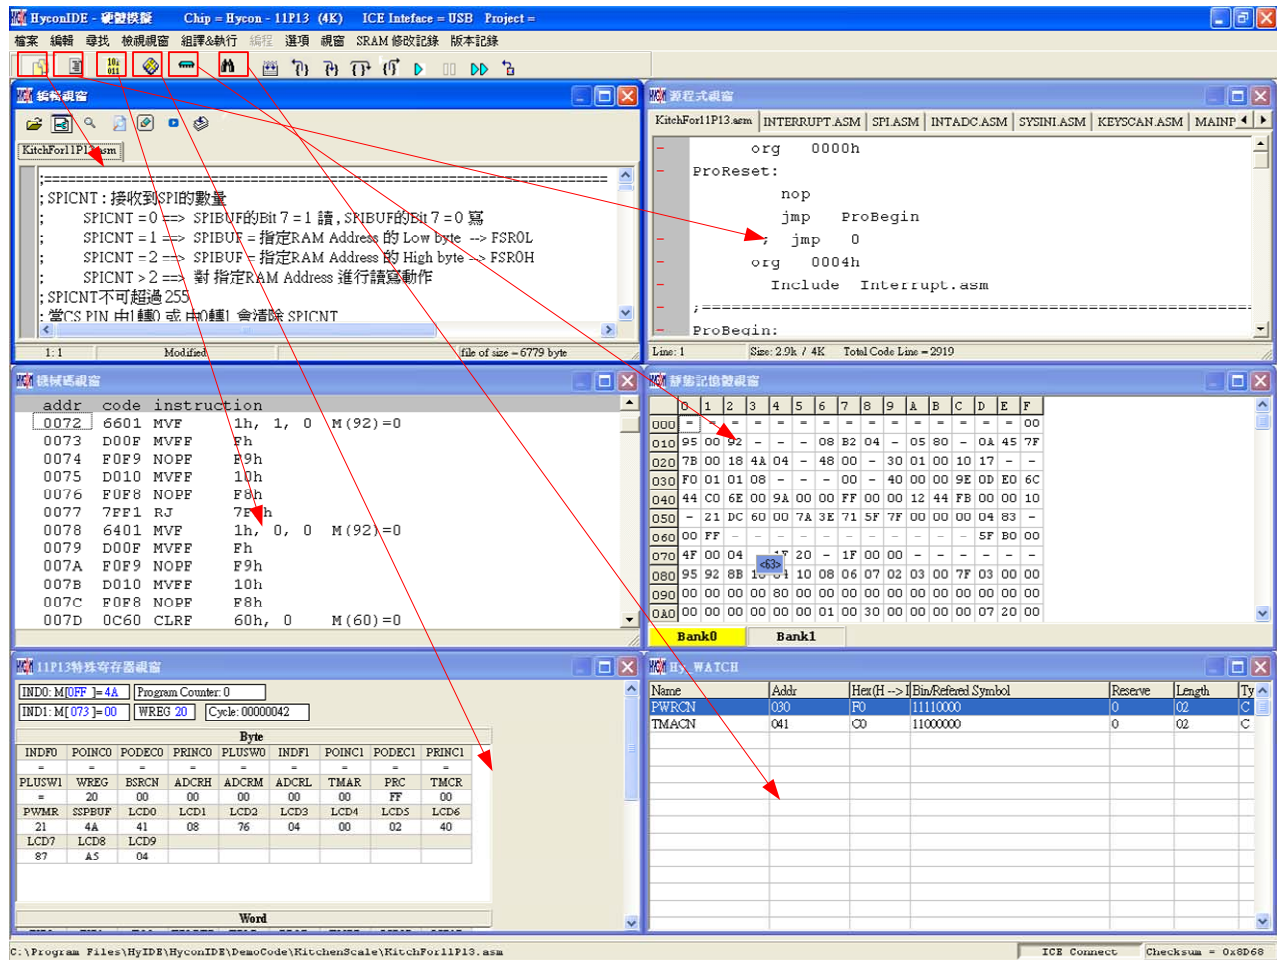 HyconIDE - 硬體模擬 Chip = Hycon - 11P13 (4K) ICE Inteface = USB Project =
檔案 編輯 尋找 檢視視窗 組譯&執行 編程 選項 視窗 SRAM 修改記錄 版本記錄
編輯視窗
KitchFor11P13.asm
;=======================================================================
; SPICNT : 接收到SPI的數量
; SPICNT = 0 ==> SPIBUF的Bit 7 = 1 讀 , SPIBUF的Bit 7 = 0 寫
; SPICNT = 1 ==> SPIBUF = 指定RAM Address 的 Low byte --> FSR0L
; SPICNT = 2 ==> SPIBUF = 指定RAM Address 的 High byte --> FSR0H
; SPICNT > 2 ==> 對 指定RAM Address 進行讀寫動作
; SPICNT不可超過 255
; 當CS PIN 由1轉0 或 由0轉1 會清除 SPICNT
1: 1 Modified file of size = 6779 byte
源程式視窗
KitchFor11P13.asm INTERRUPT.ASM SPI.ASM INTADC.ASM SYSINI.ASM KEYSCAN.ASM MAINP
org 0000h
ProReset:
nop
jmp ProBegin
; jmp 0
org 0004h
Include Interrupt.asm
;=======================================================
ProBegin:
Line: 1 Size: 2.9k / 4K Total Code Line = 2919
機械碼視窗
addr code instruction
0072 6601 MVF 1h, 1, 0 M(92)=0
0073 D00F MVFF Fh
0074 F0F9 NOPF F9h
0075 D010 MVFF 10h
0076 F0F8 NOPF F8h
0077 7FF1 RJ
0078 6401 MVF 1h, 0, 0 M(92)=0
0079 D00F MVFF Fh
007A F0F9 NOPF F9h
007B D010 MVFF 10h
007C F0F8 NOPF F8h
007D 0C60 CLRF 60h, 0 M(60)=0
靜態記憶體視窗
0 1 2 3 4 5 6 7 8 9 A B C D E F
000 - - - - - - - - - - - - - - - 00
010 95 00 92 - - - 08 B2 04 - 05 80 - 0A 45 7F
020 7B 00 18 4A 04 - 48 00 - 30 01 00 10 17 - -
030 F0 01 01 08 - - - 00 - 40 00 00 9E 0D E0 6C
040 44 C0 6E 00 9A 00 00 FF 00 00 12 44 FB 00 00 10
050 - 21 DC 60 00 7A 3E 71 5F 7F 00 00 00 04 83 -
060 00 FF - - - - - - - - - - - 5F B0 00
070 4F 00 04 1F 20 - 1F 00 00 - - - - - -
<63>
080 95 92 8B 10 08 06 07 02 03 00 7F 03 00 00
090 00 00 00 00 80 00 00 00 00 00 00 00 00 00 00 00
0A0 00 00 00 00 00 00 01 00 30 00 00 00 00 07 20 00
Bank0 Bank1
11P13特殊寄存器視窗
IND0: M[0FF ]= 4A Program Counter: 0
IND1: M[ 073 ]= 00 WREG 20 Cycle: 00000042
Byte
INDF0 POINC0 PODEC0 PRINC0 PLUSW0 INDF1 POINC1 PODEC1 PRINC1
- - - - - - - - -
PLUSW1 WREG BSRCN ADCRH ADCRM ADCRL TMAR PRC TMCR
- 20 00 00 00 00 00 FF 00
PWMR SSPBUF LCD0 LCD1 LCD2 LCD3 LCD4 LCD5 LCD6
21 4A 41 08 76 04 00 02 40
LCD7 LCD8 LCD9
87 A5 04
Word
Hy_WATCH
Name Addr Hex(H --> I Bin/Refered Symbol Reserve Length Ty
PWRCN 030 F0 11110000 0 02 C
TMACN 041 C0 11000000 0 02 C
C:\Program Files\HyIDE\HyconIDE\DemoCode\KitchenScale\KitchFor11P13.asm ICE Connect Checksum = 0x8D68